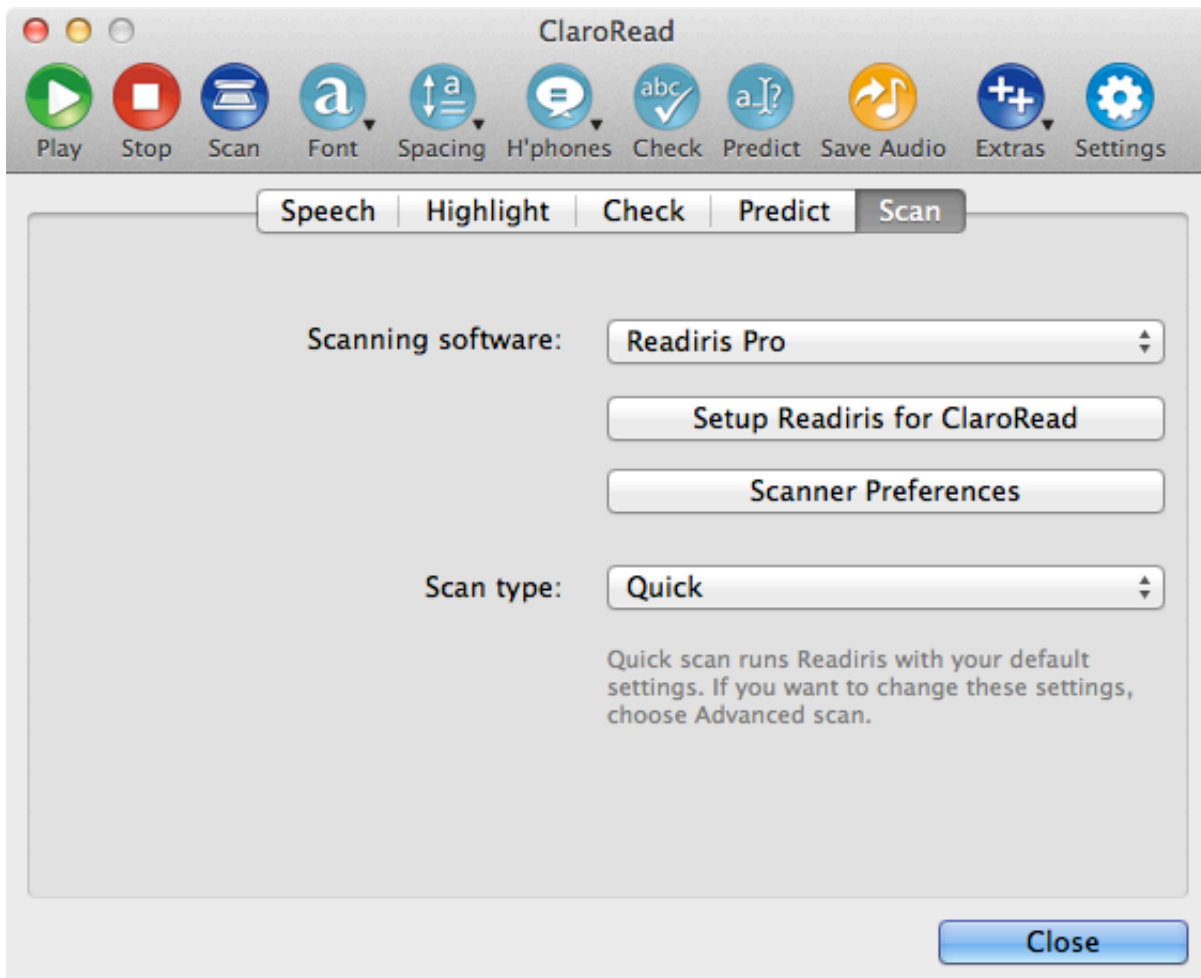 ClaroRead
Play Stop Scan Font Spacing H'phones Check Predict Save Audio Extras Settings
Speech Highlight Check Predict Scan
Scanning software: Readiris Pro
Setup Readiris for ClaroRead
Scanner Preferences
Scan type: Quick
Quick scan runs Readiris with your default
settings. If you want to change these settings,
choose Advanced scan.
Close